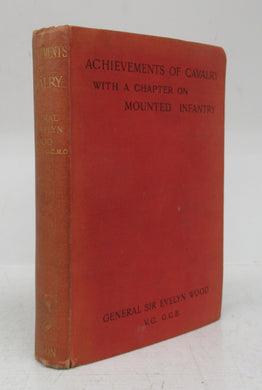 ACHIEVEMENTS OF CAVALRY
WITH A CHAPTER ON
MOUNTED INFANTRY
GENERAL SIR EVELYN WOOD
V.C. G.C.B.